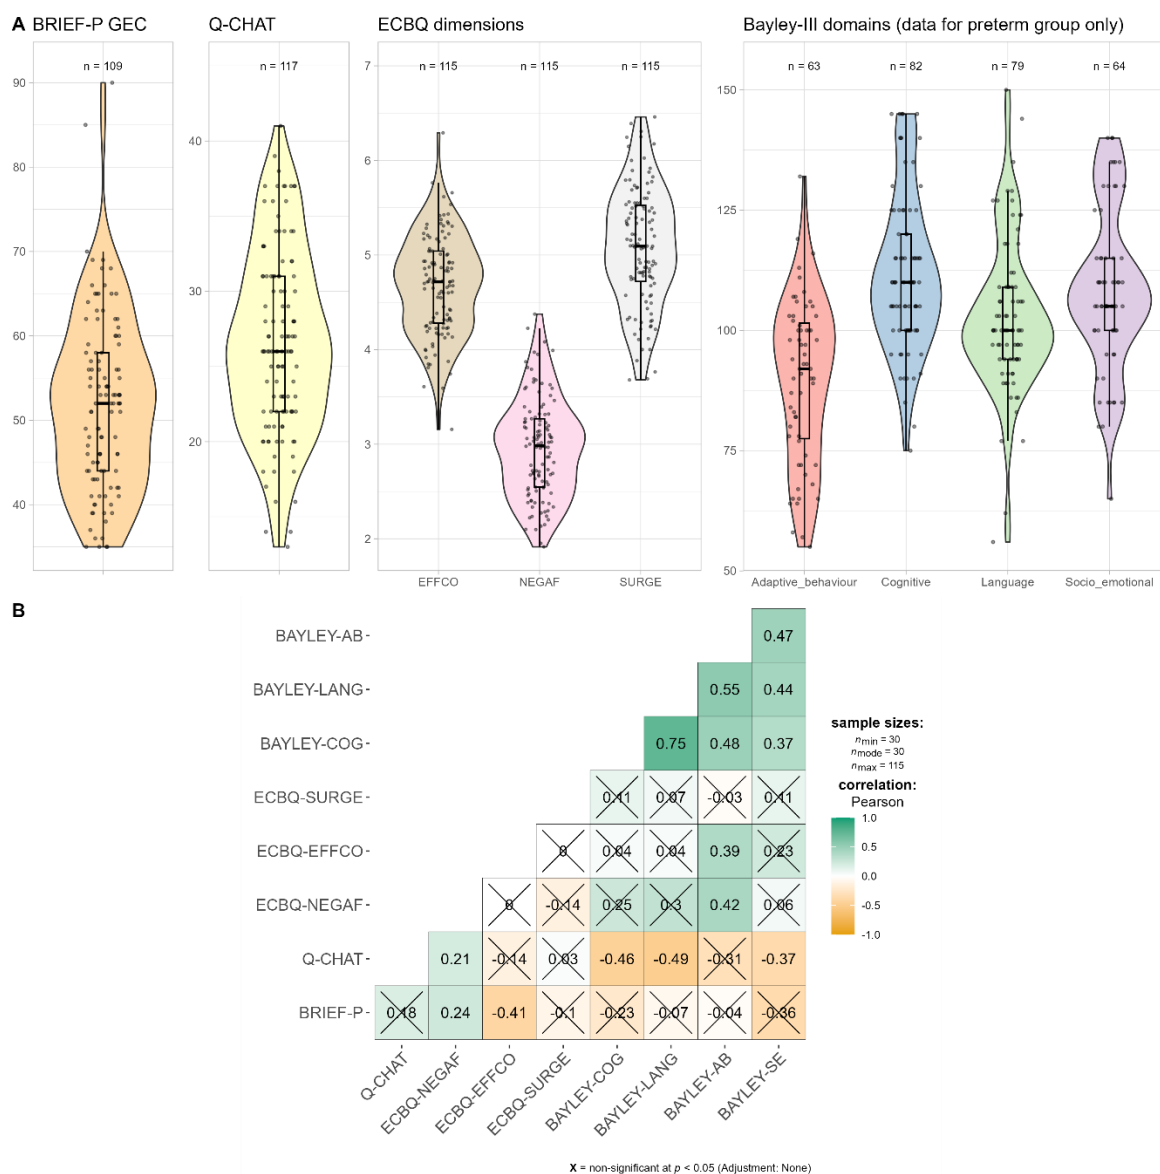 A BRIEF-P GEC Q-CHAT ECBQ dimensions Bayley-III domains (data for preterm group only)
n = 109 n = 117 n = 115 n = 115 n = 115 n = 63 n = 82 n = 79 n = 64
90
80
70
60
50
40
40
30
20
7
6
5
4
3
2
150
125
100
75
50
EFFCO NEGAF SURGE Adaptive_behaviour Cognitive Language Socio_emotional
B
BAYLEY-AB 0.47
BAYLEY-LANG 0.55 0.44
BAYLEY-COG 0.75 0.48 0.37
ECBQ-SURGE 0.11 0.07 -0.03 0.11
ECBQ-EFFCO 0 0.04 0.04 0.39 0.23
ECBQ-NEGAF 0 -0.14 0.25 0.3 0.42 0.06
Q-CHAT 0.21 -0.14 0.03 -0.46 -0.49 -0.31 -0.37
BRIEF-P 0.18 0.24 -0.41 -0.1 -0.23 -0.07 -0.04 -0.36
Q-CHAT ECBQ-NEGAF ECBQ-EFFCO ECBQ-SURGE BAYLEY-COG BAYLEY-LANG BAYLEY-AB BAYLEY-SE
sample sizes:
nmin = 30
nmode = 30
nmax = 115
correlation:
Pearson
1.0
0.5
0.0
-0.5
-1.0
X = non-significant at p < 0.05 (Adjustment: None)